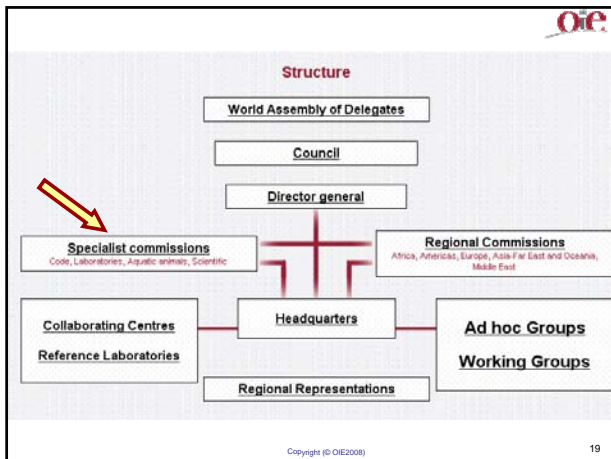 oie
Structure
World Assembly of Delegates
Council
Director general
Specialist commissions
Code, Laboratories, Aquatic animals, Scientific
Regional Commissions
Africa, Americas, Europe, Asia-Far East and Oceania,
Middle East
Collaborating Centres
Reference Laboratories
Headquarters
Ad hoc Groups
Working Groups
Regional Representations
Copyright (© OIE2008)
19